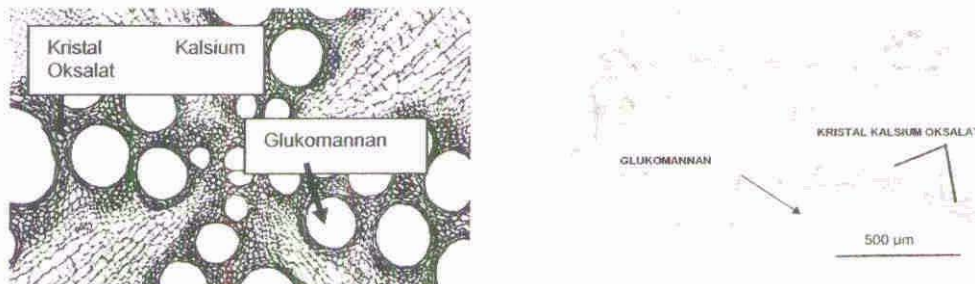 Kristal Kalsium
Oksalat
Glukomannan
GLUKOMANNAN
KRISTAL KALSIUM OKSALAT
500 µm